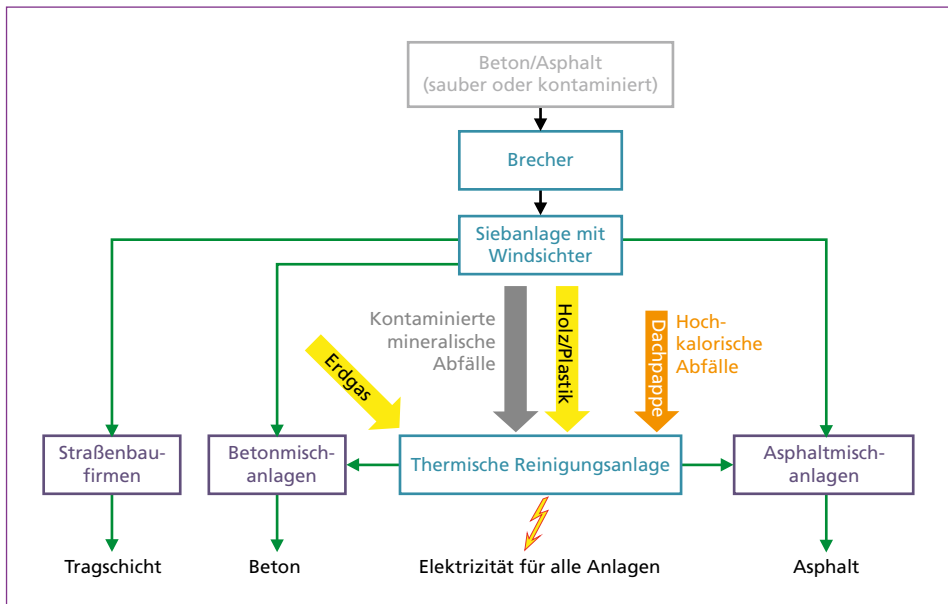 Beton/Asphalt
(sauber oder kontaminiert)
Brecher
Siebanlage mit
Windsichter
Kontaminierte
mineralische
Abfälle
Holz/Plastik
Dachpappe
Hoch-
kalorische
Abfälle
Erdgas
Straßenbau-
firmen
Betonmisch-
anlagen
Thermische Reinigungsanlage
Asphaltmisch-
anlagen
Tragschicht
Beton
Elektrizität für alle Anlagen
Asphalt